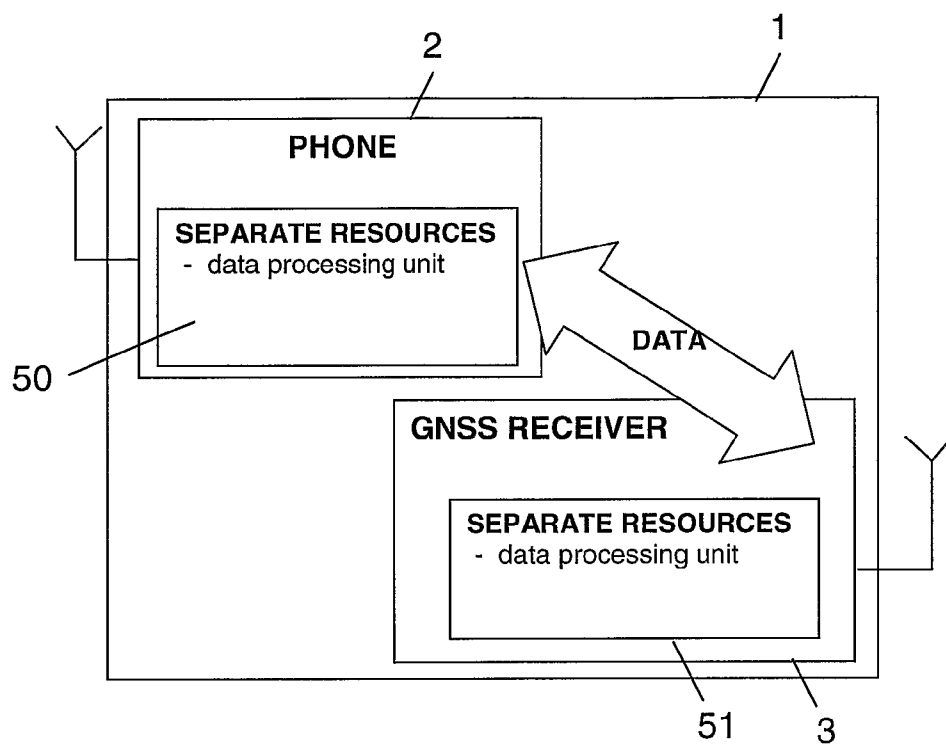 1
2
PHONE
SEPARATE RESOURCES
- data processing unit
50
DATA
GNSS RECEIVER
SEPARATE RESOURCES
- data processing unit
51
3